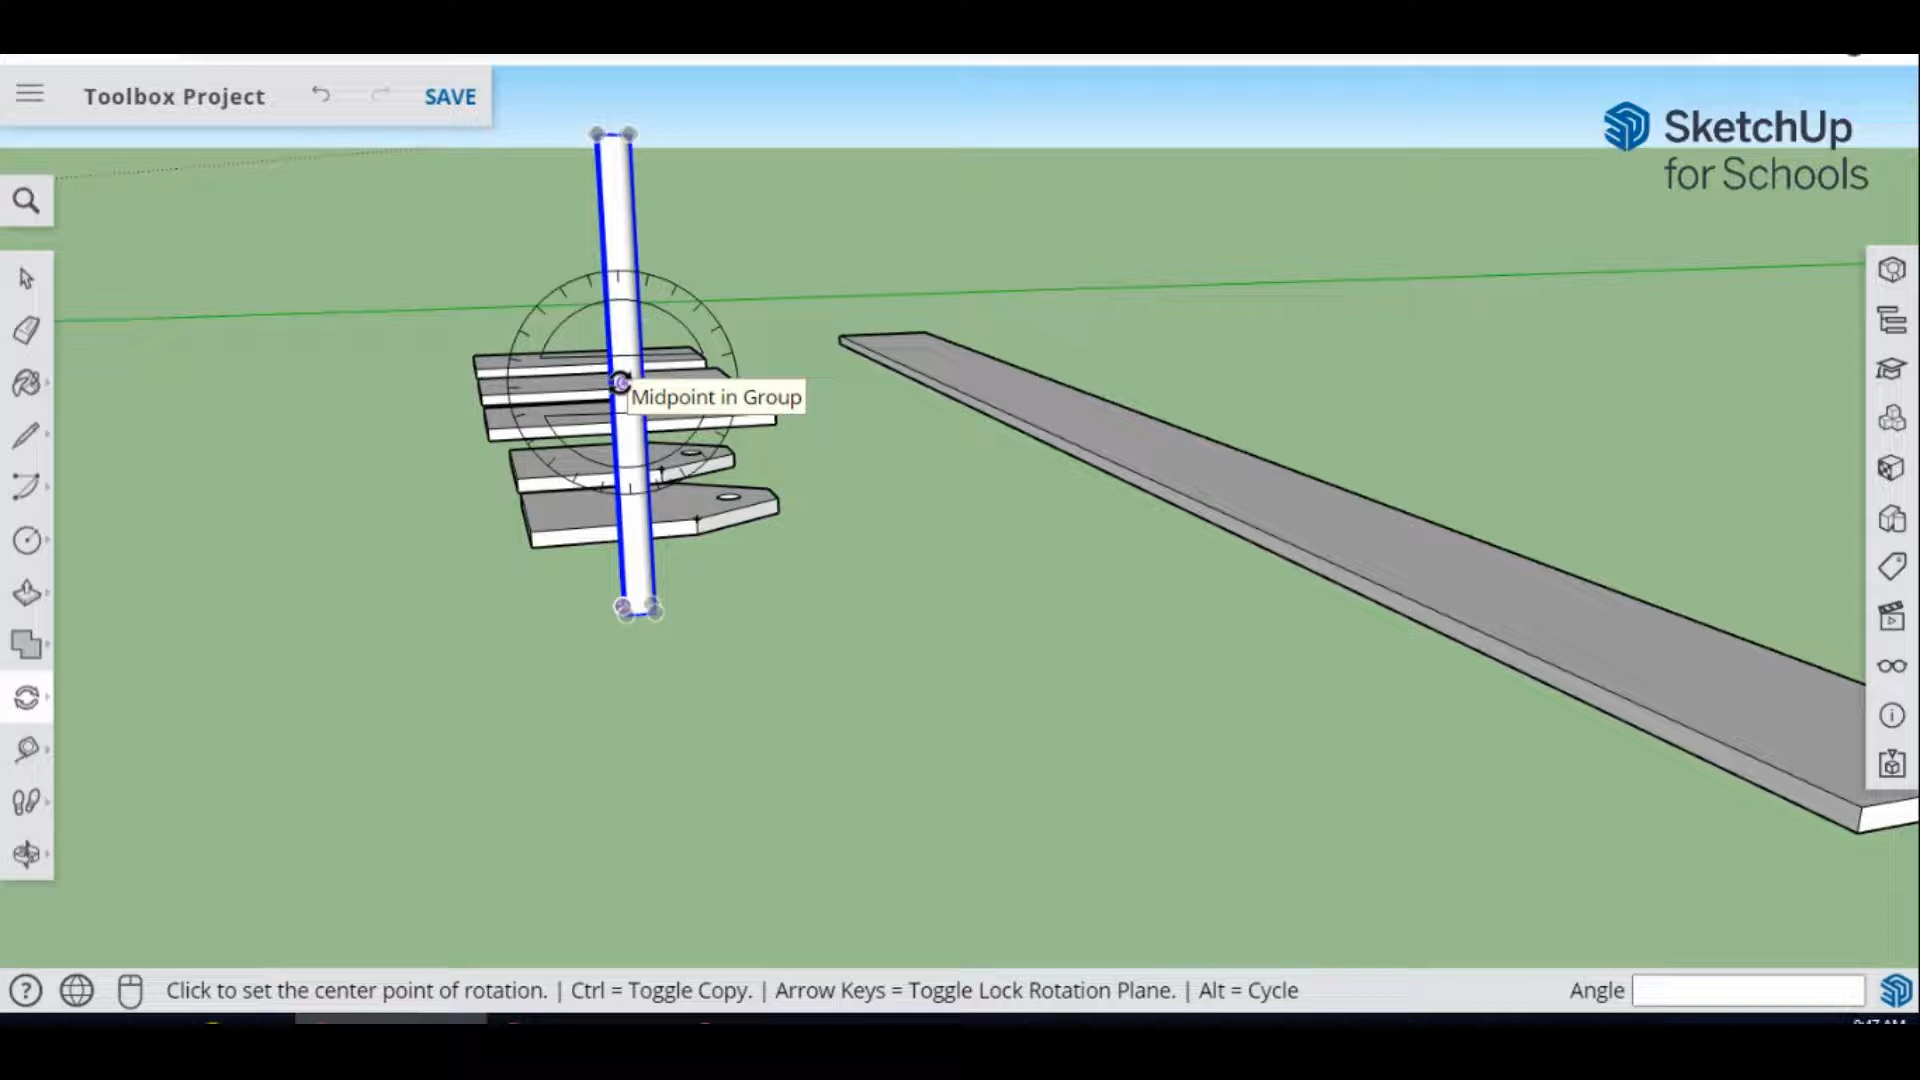 Toolbox Project SAVE
SketchUp
for Schools
Midpoint in Group
Click to set the center point of rotation. | Ctrl = Toggle Copy. | Arrow Keys = Toggle Lock Rotation Plane. | Alt = Cycle Angle